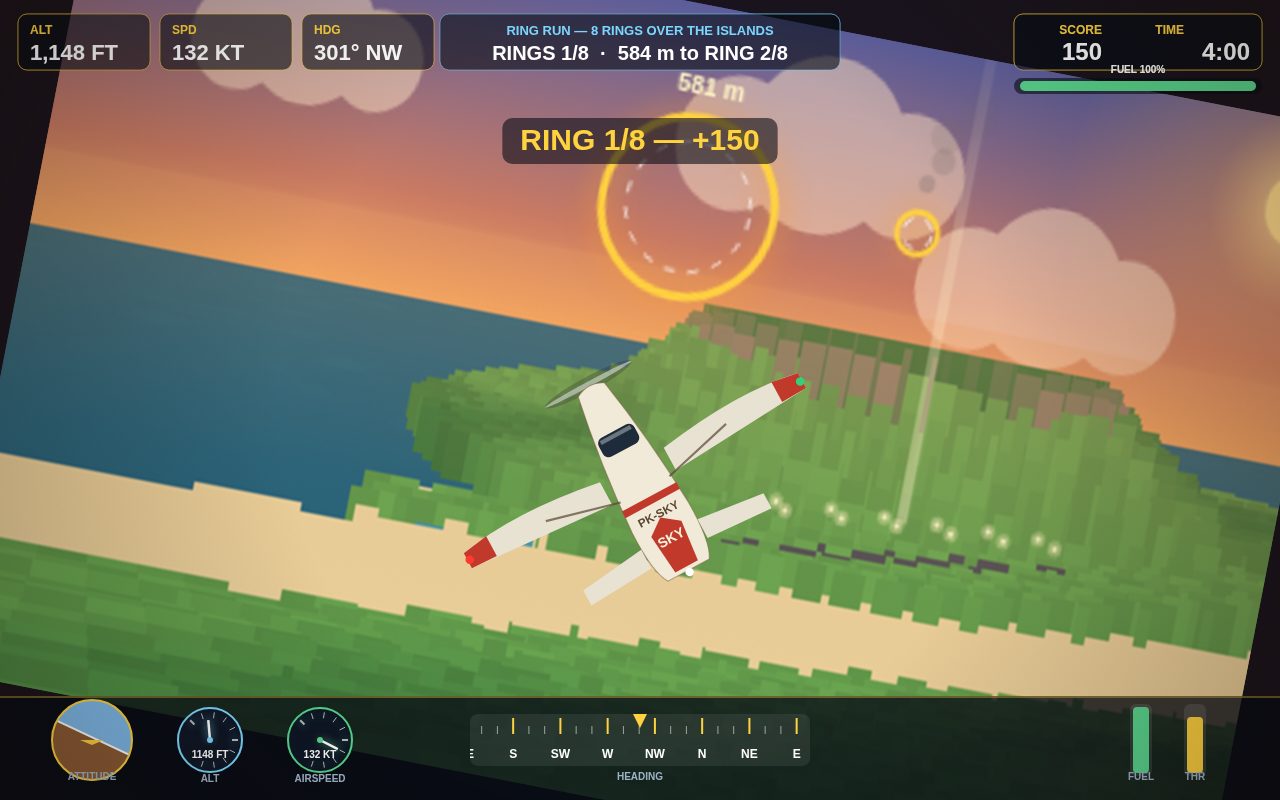 ALT
1,148 FT
SPD
132 KT
HDG
301° NW
RING RUN — 8 RINGS OVER THE ISLANDS
RINGS 1/8 · 584 m to RING 2/8
SCORE
150
TIME
4:00
FUEL 100%
581 m
RING 1/8 — +150
PK-SKY
SKY
1148 FT
132 KT
ATTITUDE
ALT
AIRSPEED
E S SW W NW N NE E
HEADING
FUEL
THR